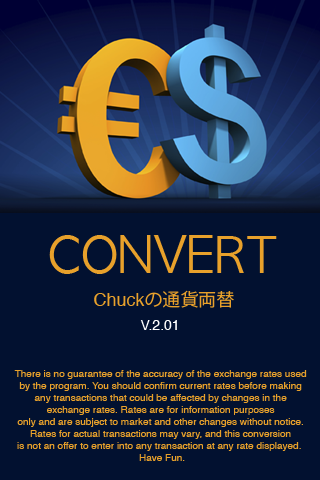 CONVERT
Chuckの通貨両替
V.2.01
There is no guarantee of the accuracy of the exchange rates used
by the program. You should confirm current rates before making
any transactions that could be affected by changes in the
exchange rates. Rates are for information purposes
only and are subject to market and other changes without notice.
Rates for actual transactions may vary, and this conversion
is not an offer to enter into any transaction at any rate displayed.
Have Fun.